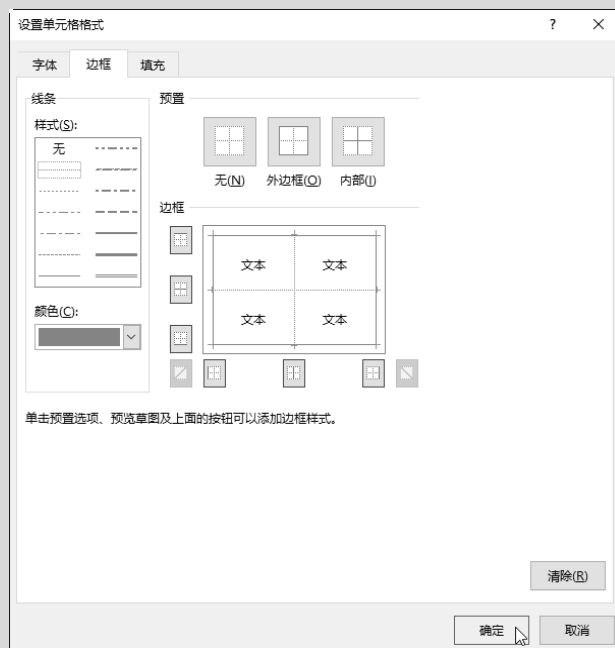 设置单元格格式 ?
字体 边框 填充
线条
样式(S):
无
颜色(C):
预置
无(N) 外边框(O) 内部(I)
边框
文本 文本
文本 文本
单击预置选项、预览草图及上面的按钮可以添加边框样式。
清除(R)
确定 取消